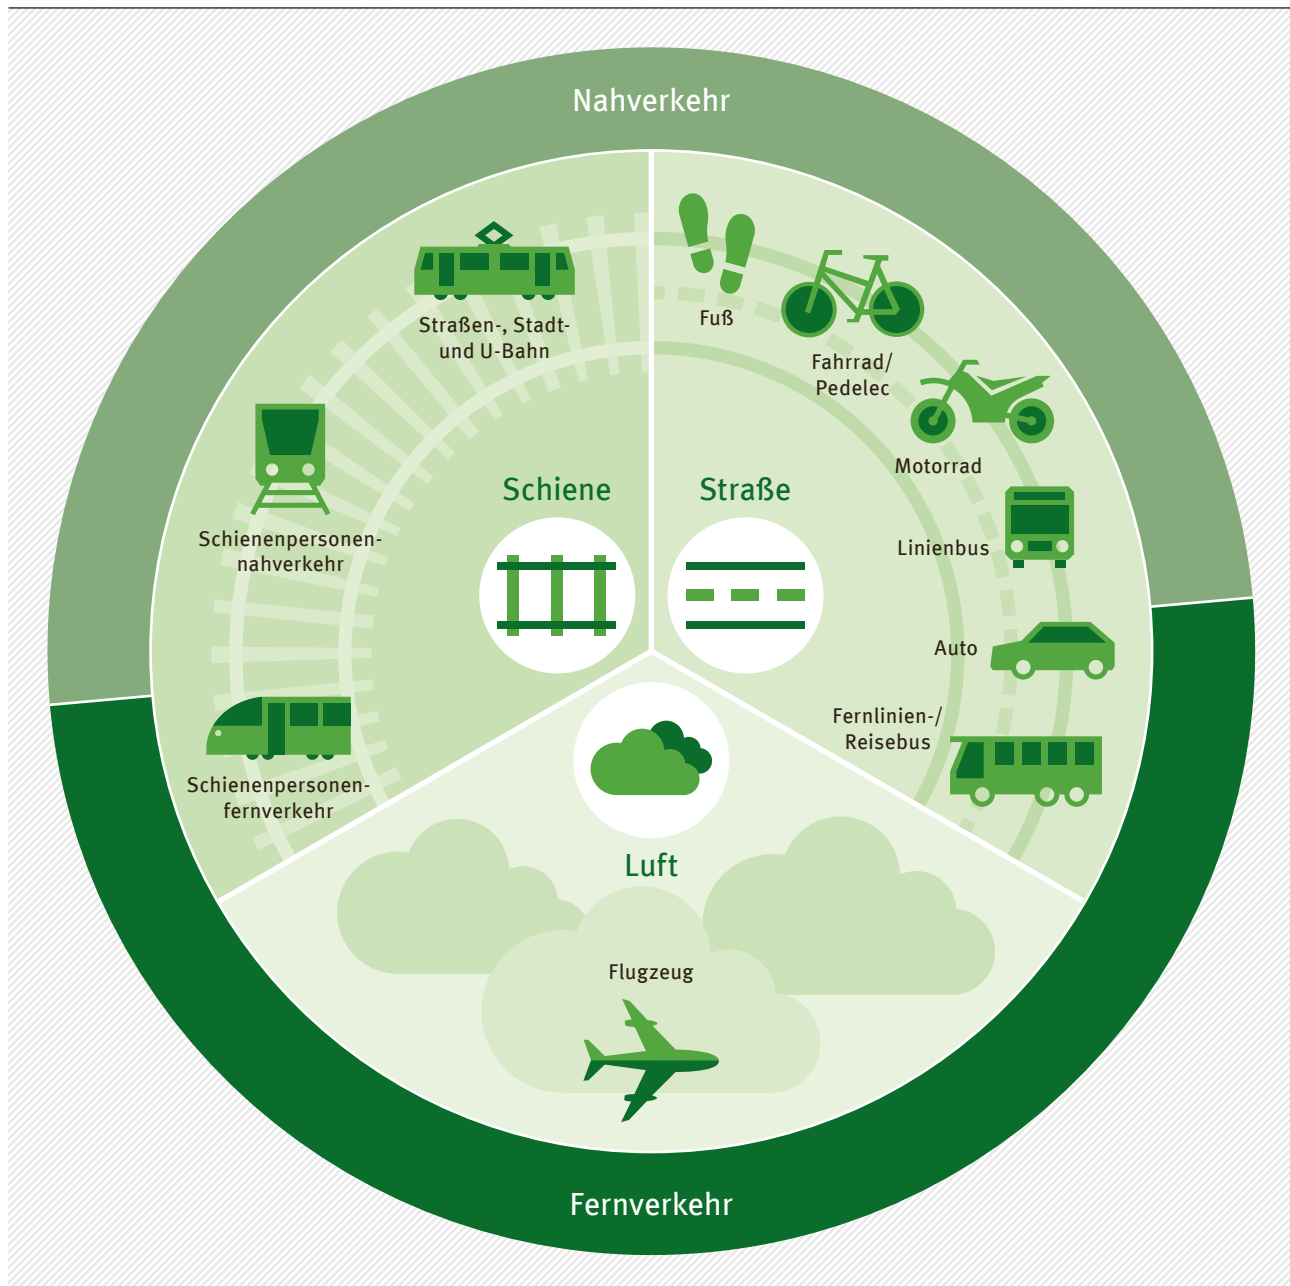 Nahverkehr
Straßen-, Stadt-
und U-Bahn
Schienenpersonen-
nahverkehr
Schienenpersonen-
fernverkehr
Schiene
Straße
Fuß
Fahrrad/
Pedelec
Motorrad
Linienbus
Auto
Fernlinien-/
Reisebus
Luft
Flugzeug
Fernverkehr